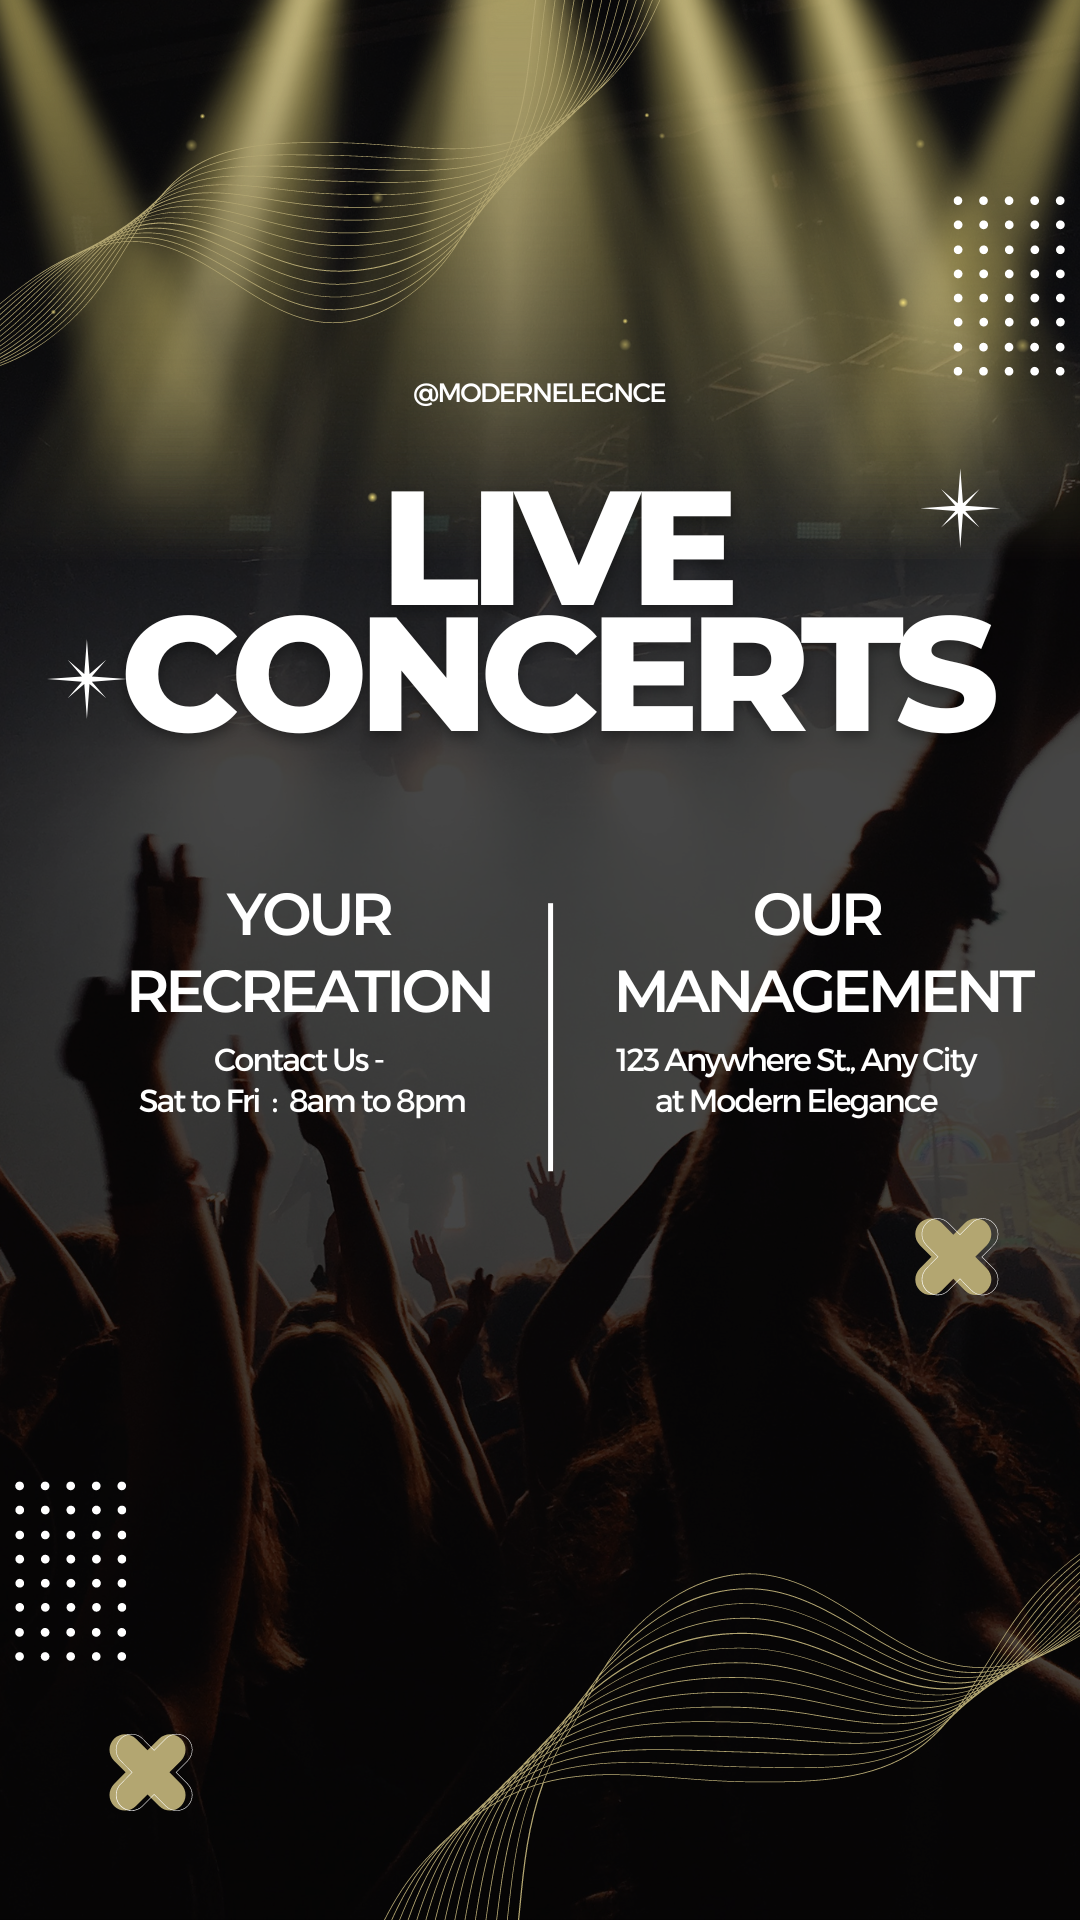 @MODERNELEGNCE
LIVE
CONCERTS
YOUR
RECREATION
Contact Us -
Sat to Fri : 8am to 8pm
OUR
MANAGEMENT
123 Anywhere St., Any City
at Modern Elegance